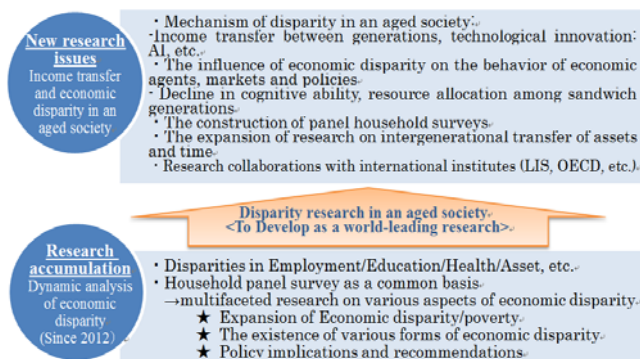 New research
issues
Income transfer
and economic
disparity in an
aged society
・Mechanism of disparity in an aged society:
-Income transfer between generations, technological innovation:
AI, etc.
・The influence of economic disparity on the behavior of economic
agents, markets and policies
- Decline in cognitive ability, resource allocation among sandwich
generations
・The construction of panel household surveys
・The expansion of research on intergenerational transfer of assets
and time
・Research collaborations with international institutes (LIS, OECD, etc.)
Disparity research in an aged society
<To Develop as a world-leading research>
Research
accumulation
Dynamic analysis
of economic
disparity
(Since 2012)
・Disparities in Employment/Education/Health/Asset, etc.
・Household panel survey as a common basis
→multifaceted research on various aspects of economic disparity
★ Expansion of Economic disparity/poverty
★ The existence of various forms of economic disparity
★ Policy implications and recommendations